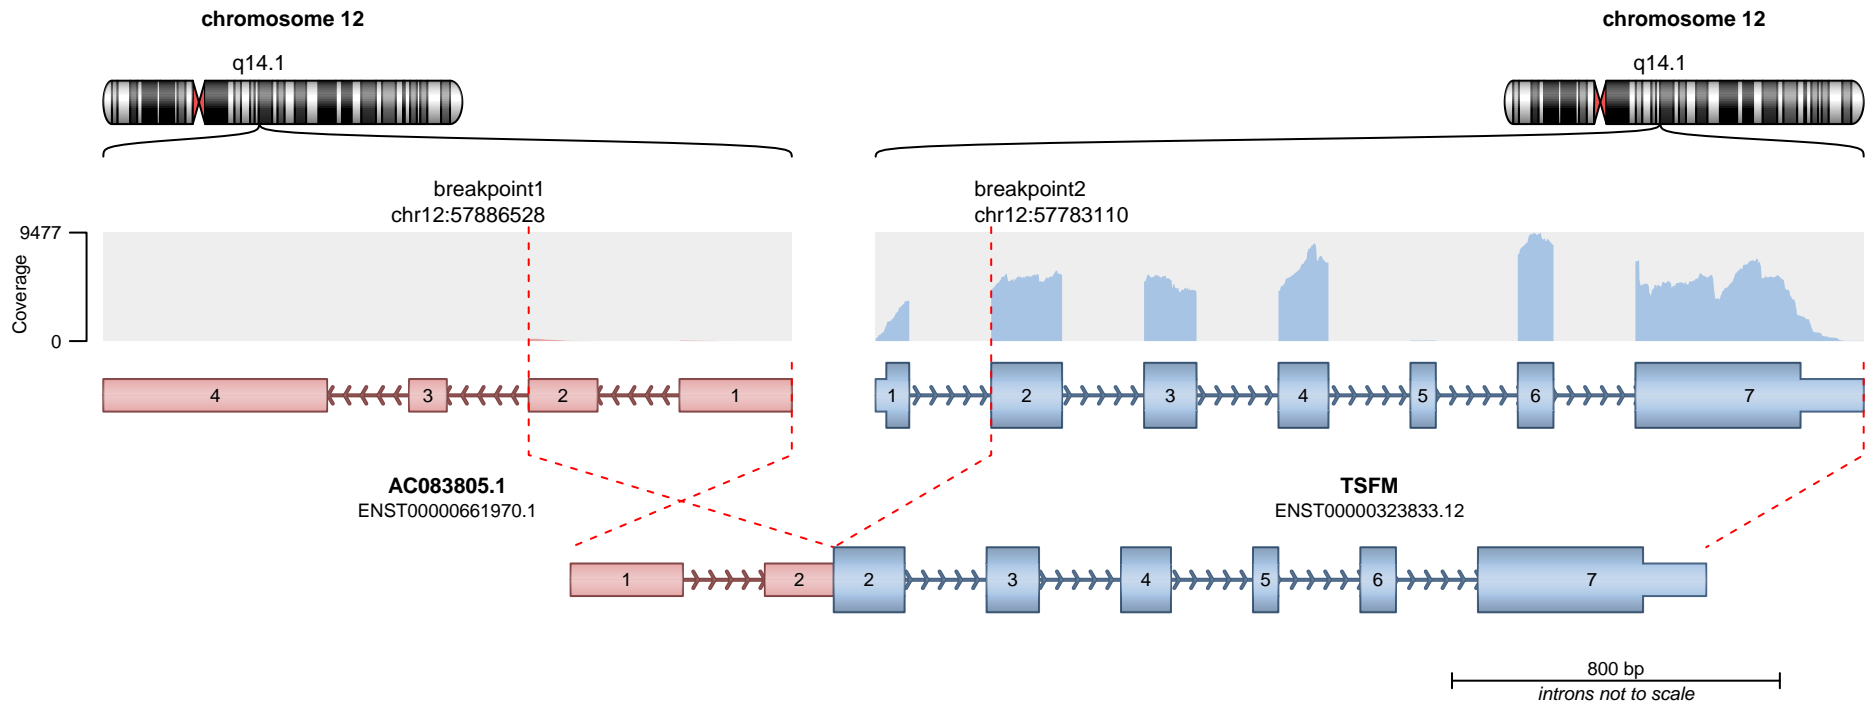 chromosome 12
chromosome 12
q14.1
q14.1
breakpoint1
chr12:57886528
breakpoint2
chr12:57783110
9477
0
Coverage
4
3
2
1
1
2
3
4
5
6
7
AC083805.1
ENST00000661970.1
TSFM
ENST00000323833.12
1
2
2
3
4
5
6
7
800 bp
introns not to scale